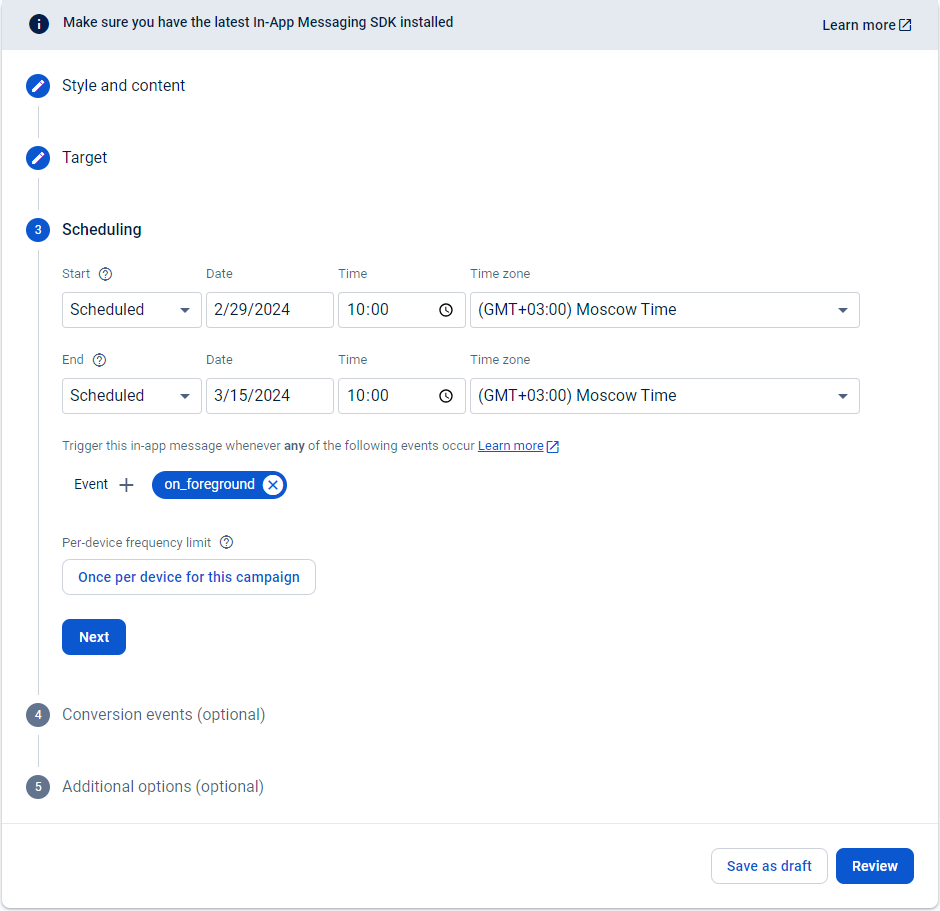 Make sure you have the latest In-App Messaging SDK installed
Learn more
Style and content
Target
3 Scheduling
Start Date Time Time zone
Scheduled 2/29/2024 10:00 (GMT+03:00) Moscow Time
End Date Time Time zone
Scheduled 3/15/2024 10:00 (GMT+03:00) Moscow Time
Trigger this in-app message whenever any of the following events occur Learn more
Event on_foreground
Per-device frequency limit
Once per device for this campaign
Next
4 Conversion events (optional)
5 Additional options (optional)
Save as draft Review